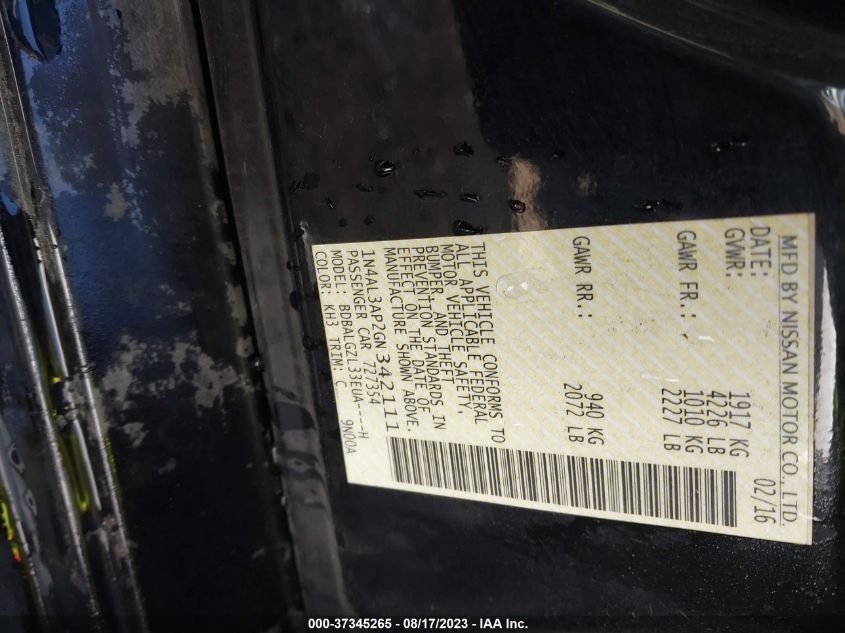 MFD BY NISSAN MOTOR CO., LTD.
DATE: 02/16
GVWR: 1917 KG
4226 LB
GAWR FR.: 1010 KG
2227 LB
GAWR RR.: 940 KG
2072 LB
THIS VEHICLE CONFORMS TO
ALL APPLICABLE FEDERAL
MOTOR VEHICLE SAFETY,
BUMPER, AND THEFT
PREVENTION STANDARDS IN
EFFECT ON THE DATE OF
MANUFACTURE SHOWN ABOVE.
1N4AL3AP2GN342111
PASSENGER CAR 727354
MODEL: BDBALGZL33EUA----H
COLOR: KH3 TRIM: C 9N00A
000-37345265 - 08/17/2023 - IAA Inc.